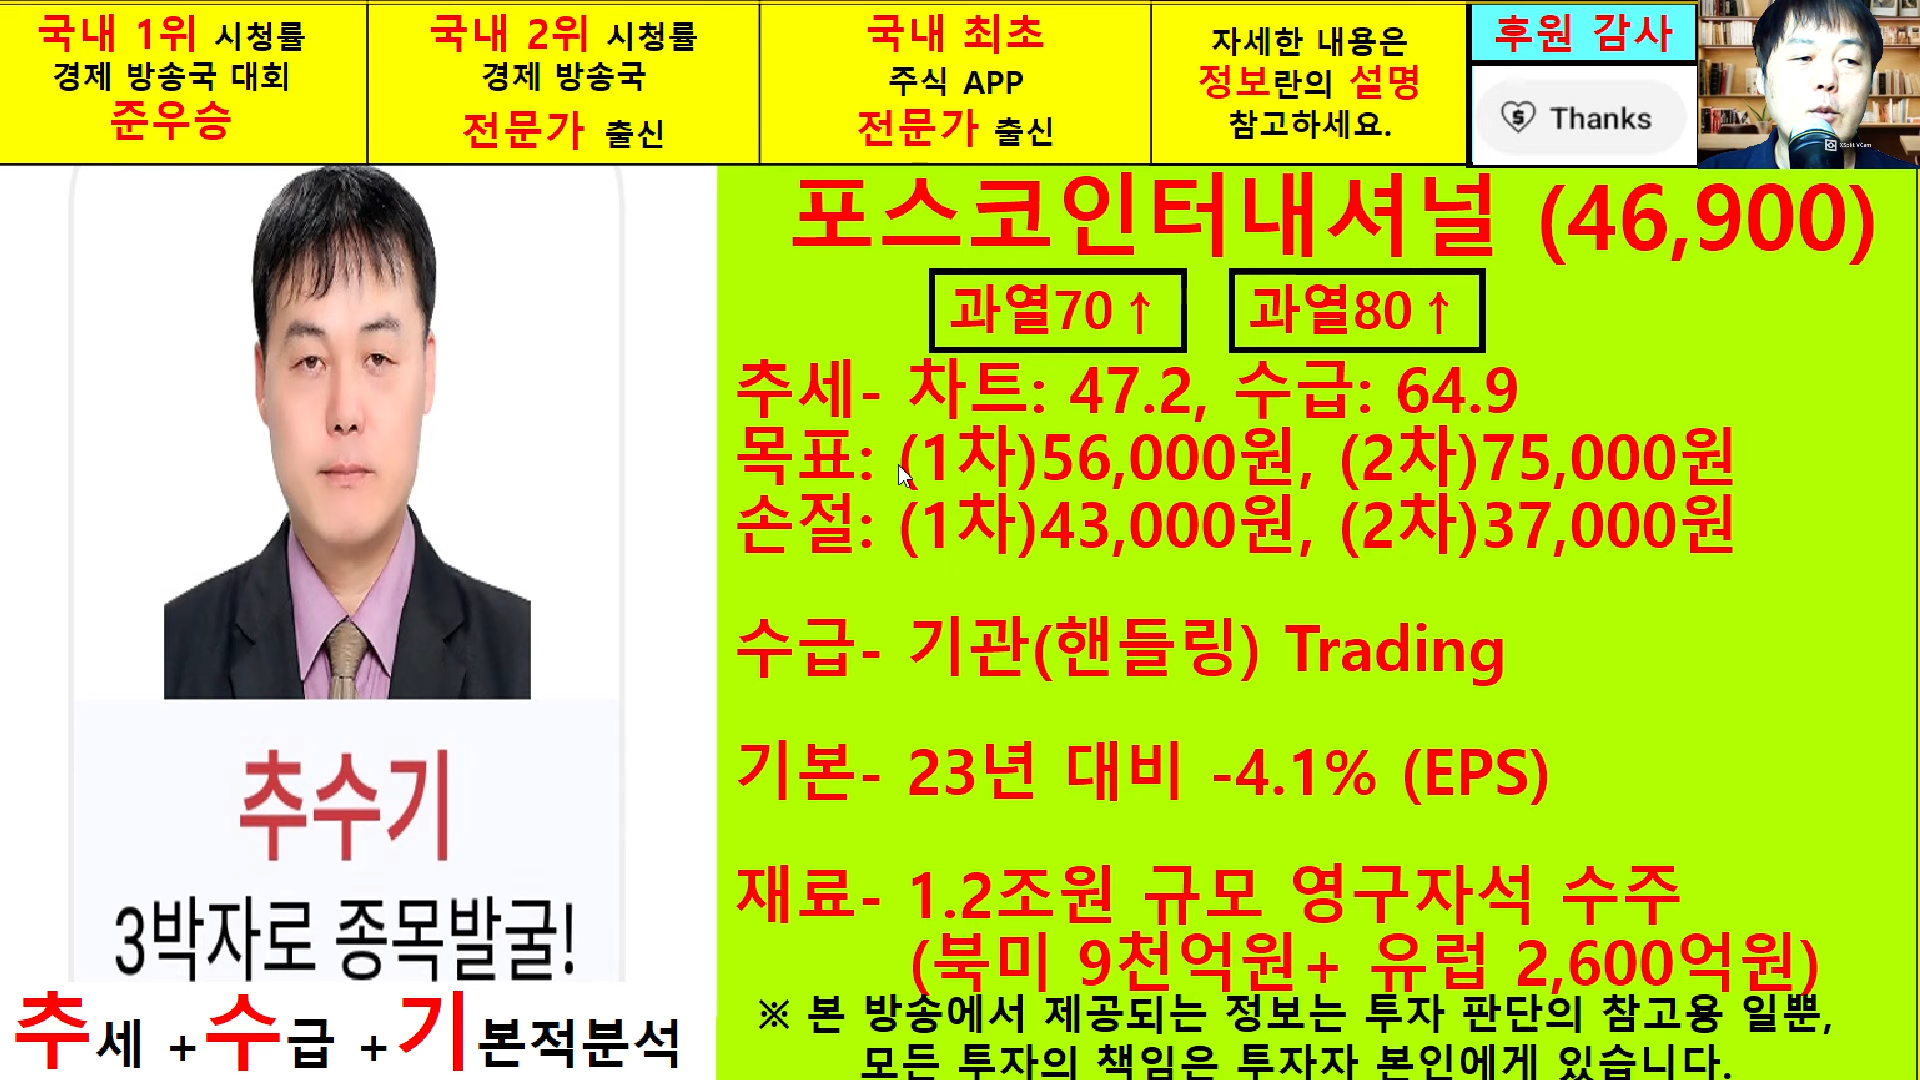 국내 1위 시청률
경제 방송국 대회
준우승
국내 2위 시청률
경제 방송국
전문가 출신
국내 최초
주식 APP
전문가 출신
자세한 내용은
정보란의 설명
참고하세요.
후원 감사
Thanks
XSplit VCam
포스코인터내셔널 (46,900)
과열70↑ 과열80↑
추세- 차트: 47.2, 수급: 64.9
목표: (1차)56,000원, (2차)75,000원
손절: (1차)43,000원, (2차)37,000원
수급- 기관(핸들링) Trading
기본- 23년 대비 -4.1% (EPS)
재료- 1.2조원 규모 영구자석 수주
(북미 9천억원+ 유럽 2,600억원)
※ 본 방송에서 제공되는 정보는 투자 판단의 참고용 일뿐,
모든 투자의 책임은 투자자 본인에게 있습니다.
추수기
3박자로 종목발굴!
추세 +수급 +기본적분석